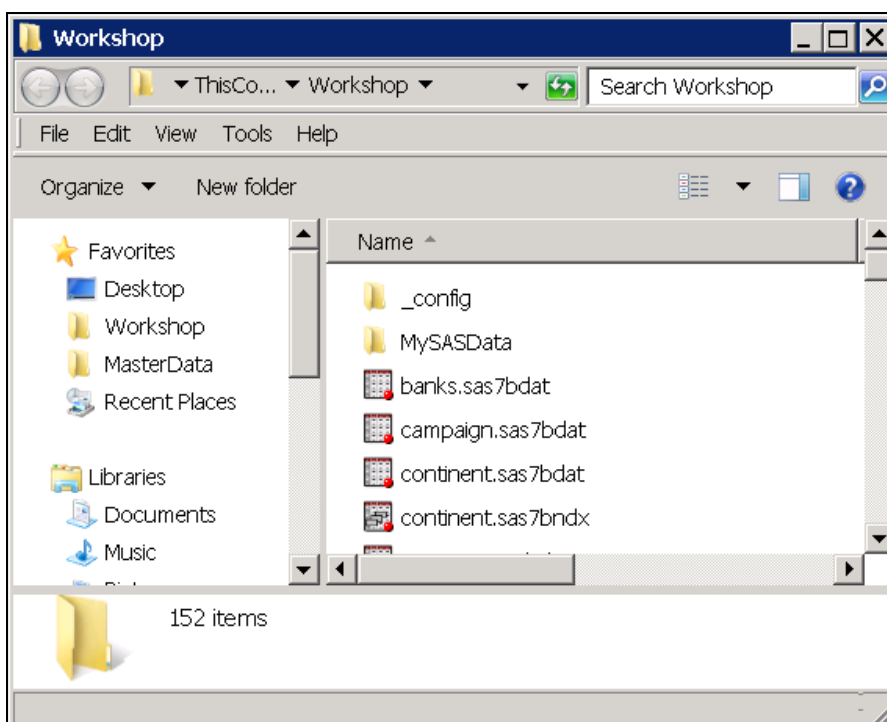 Workshop
ThisCo... Workshop
Search Workshop
File Edit View Tools Help
Organize New folder
Favorites
Desktop
Workshop
MasterData
Recent Places
Libraries
Documents
Music
Name
_config
MySASData
banks.sas7bdat
campaign.sas7bdat
continent.sas7bdat
continent.sas7bndx
152 items